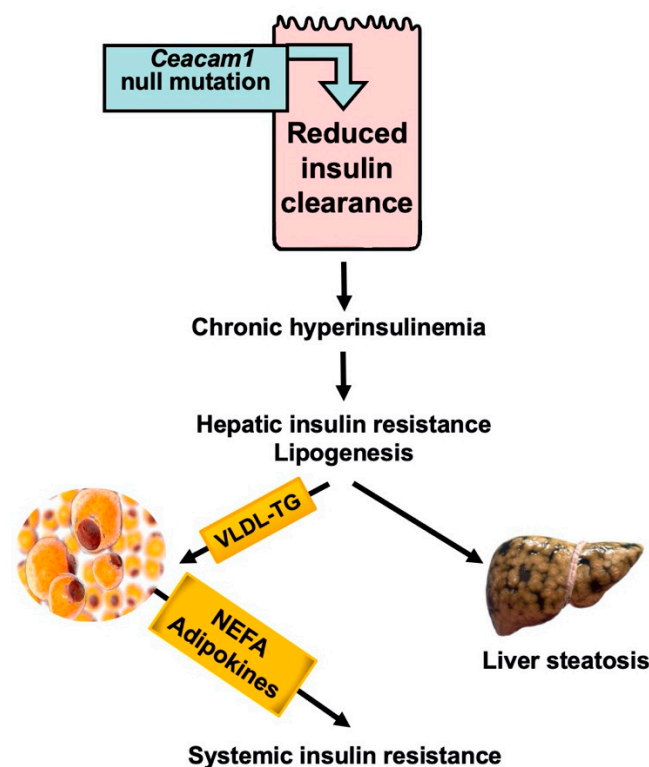 Ceacam1
null mutation
Reduced
insulin
clearance
Chronic hyperinsulinemia
Hepatic insulin resistance
Lipogenesis
VLDL-TG
NEFA
Adipokines
Liver steatosis
Systemic insulin resistance